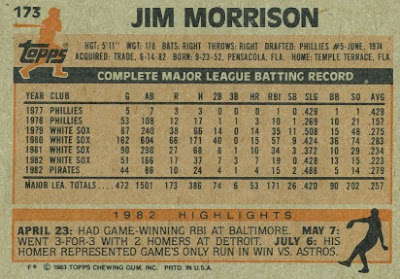 173 JIM MORRISON
Topps HGT: 5'11" WGT: 178 BATS: RIGHT THROWS: RIGHT DRAFTED: PHILLIES #5-JUNE, 1974
ACQUIRED: TRADE, 6-14-82 BORN: 9-23-52, PENSACOLA, FLA. HOME: TEMPLE TERRACE, FLA.
COMPLETE MAJOR LEAGUE BATTING RECORD
YEAR CLUB G AB R H 2B 3B HR RBI SB SLG BB SO AVG
1977 PHILLIES 5 7 3 3 0 0 0 1 0 .429 1 1 .429
1978 PHILLIES 53 108 12 17 1 1 3 10 1 .269 10 21 .157
1979 WHITE SOX 67 240 38 66 14 0 14 35 11 .508 15 48 .275
1980 WHITE SOX 162 604 66 171 40 0 15 57 9 .424 36 74 .283
1981 WHITE SOX 90 290 27 68 8 1 10 34 3 .372 10 29 .234
1982 WHITE SOX 51 166 17 37 7 3 7 19 0 .428 13 15 .223
1982 PIRATES 44 86 10 24 4 1 4 15 2 .488 5 14 .279
MAJOR LEA. TOTALS 472 1501 173 386 74 6 53 171 26 .420 90 202 .257
1982 HIGHLIGHTS
APRIL 23: HAD GAME-WINNING RBI AT BALTIMORE. MAY 7:
WENT 3-FOR-3 WITH 2 HOMERS AT DETROIT. JULY 6: HIS
HOMER REPRESENTED GAME'S ONLY RUN IN WIN VS. ASTROS.
F* © 1983 TOPPS CHEWING GUM, INC. PRTD. IN U.S.A.